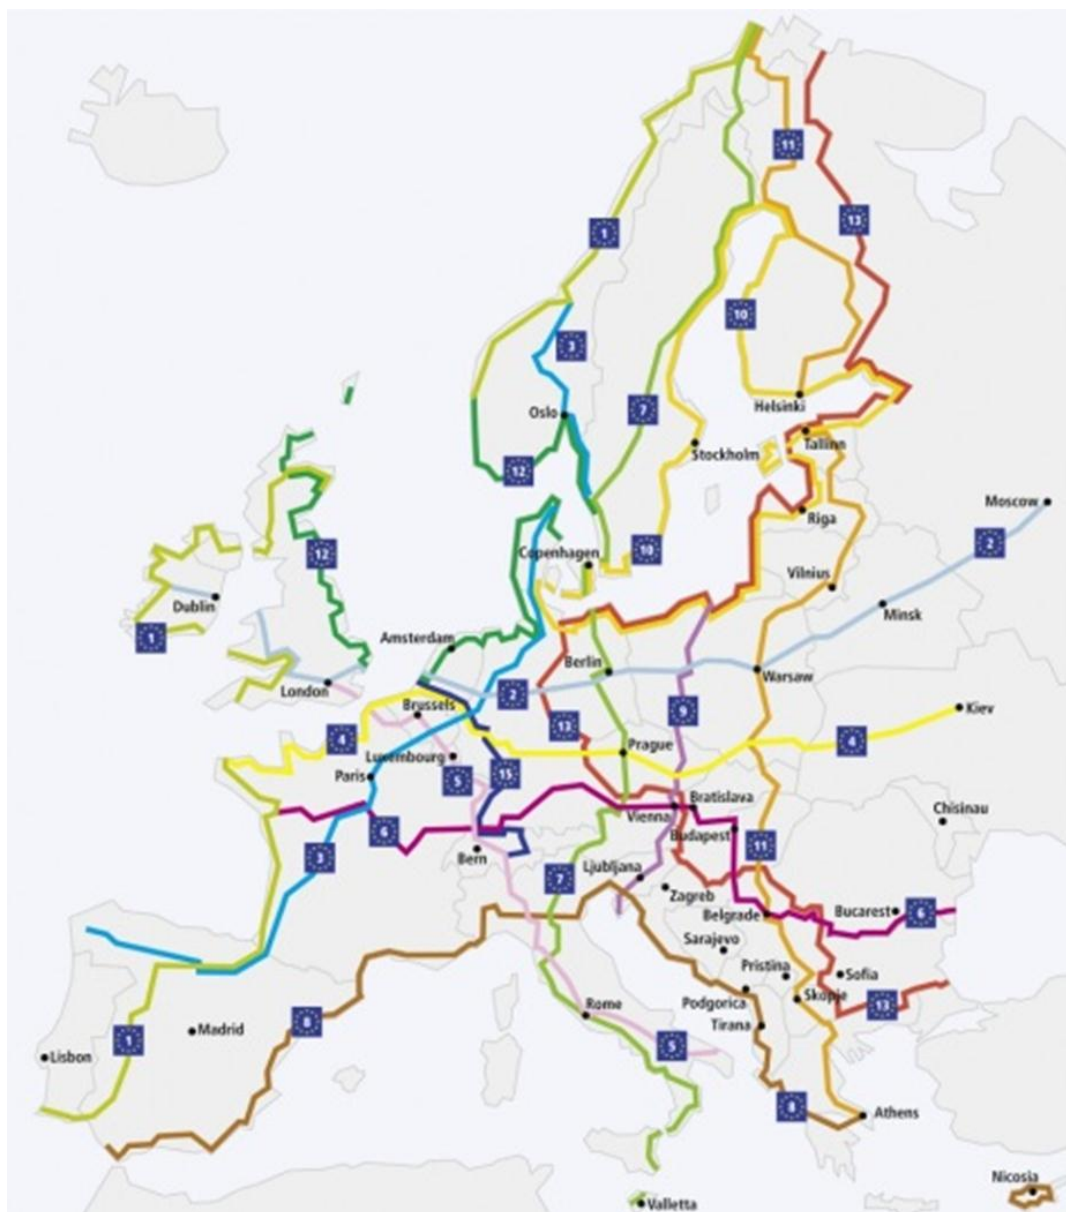 11
13
1
10
3
Oslo
7
Helsinki
Tallinn
12
Stockholm
Moscow
Riga
2
12
Copenhagen
10
Vilnius
Dublin
Minsk
1
Amsterdam
Berlin
Warsaw
London
2
Brussels
9
Kiev
13
4
4
Prague
Luxembourg
Paris
5
15
Bratislava
Chisinau
Vienna
6
Budapest
Bern
11
3
7
Ljubljana
Zagreb
Belgrade
Bucarest
6
Sarajevo
Pristina
Sofia
Rome
Podgorica
Skopje
13
8
Madrid
Tirana
1
Lisbon
5
8
Athens
Nicosia
Valletta